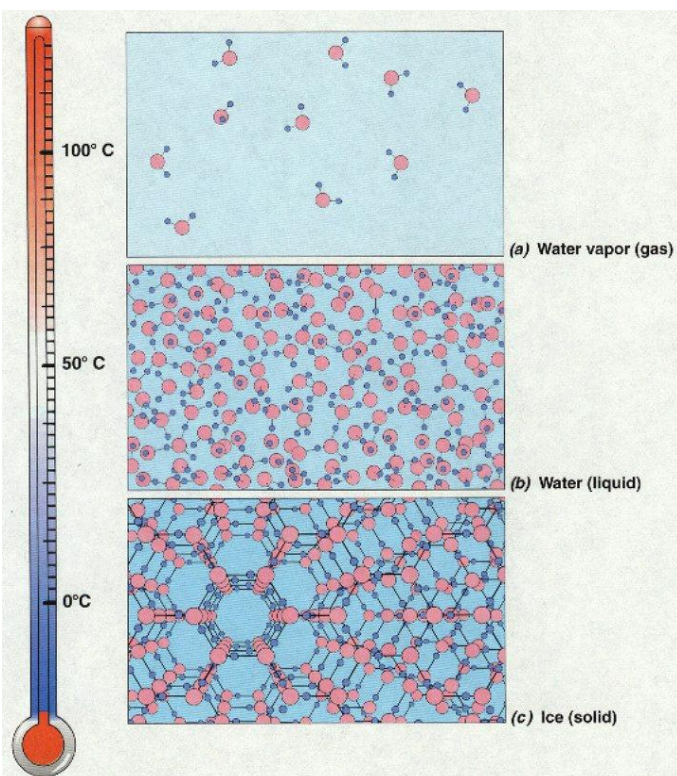 100° C
(a) Water vapor (gas)
50° C
(b) Water (liquid)
0°C
(c) Ice (solid)